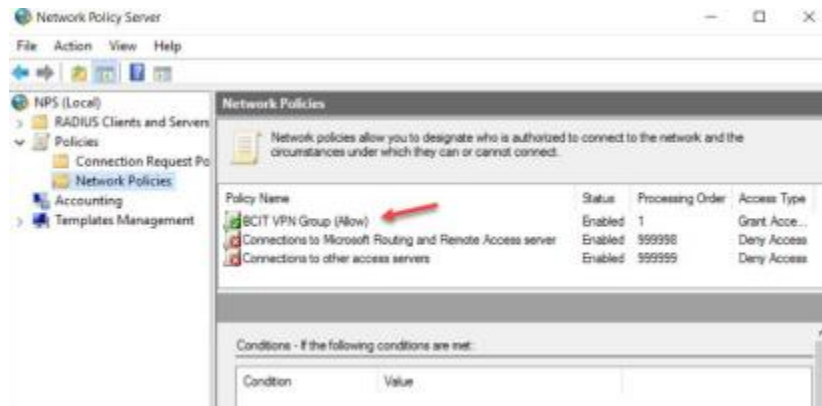 Network Policy Server
File Action View Help
NPS (Local)
RADIUS Clients and Servers
Policies
Connection Request Po
Network Policies
Accounting
Templates Management
Network Policies
Network policies allow you to designate who is authorized to connect to the network and the
circumstances under which they can or cannot connect.
Policy Name Status Processing Order Access Type
BCIT VPN Group (Allow) Enabled 1 Grant Acce...
Connections to Microsoft Routing and Remote Access server Enabled 999998 Deny Access
Connections to other access servers Enabled 999999 Deny Access
Conditions - If the following conditions are met:
Condition Value